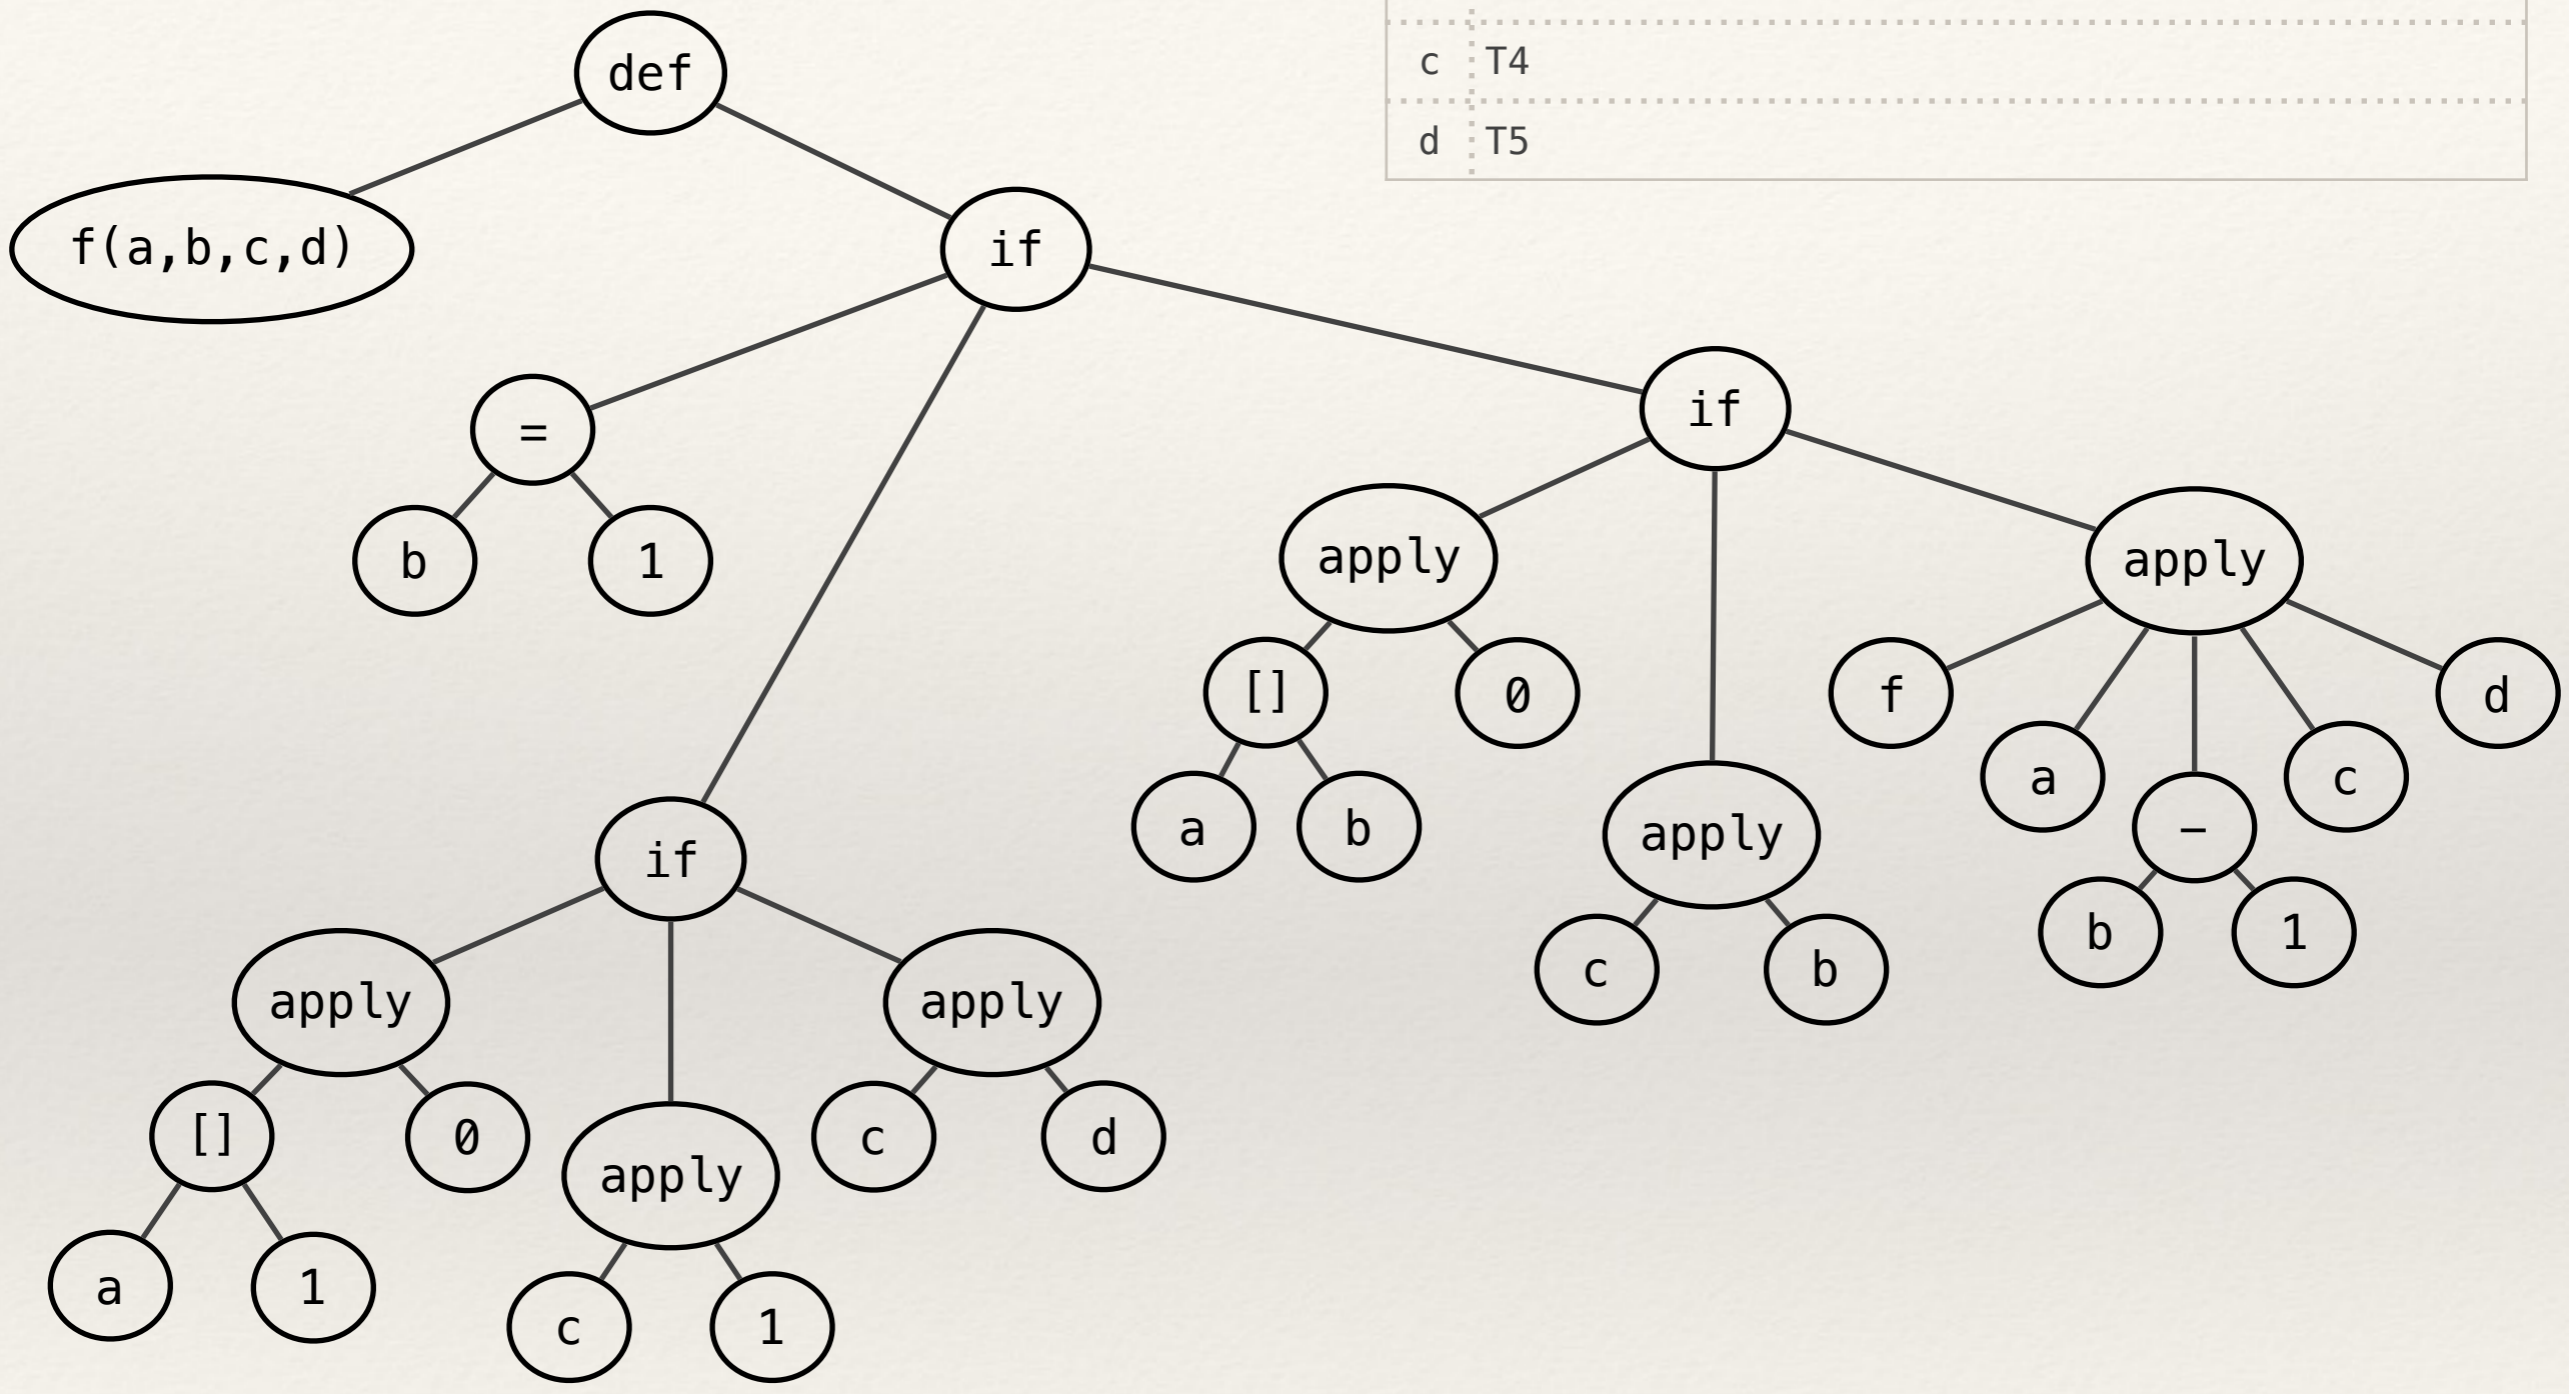 def
c T4
d T5
f(a,b,c,d)
if
=
if
b
1
apply
apply
[]
0
f
d
a
c
a
b
apply
–
if
b
1
c
b
apply
apply
[]
0
apply
c
d
a
1
c
1